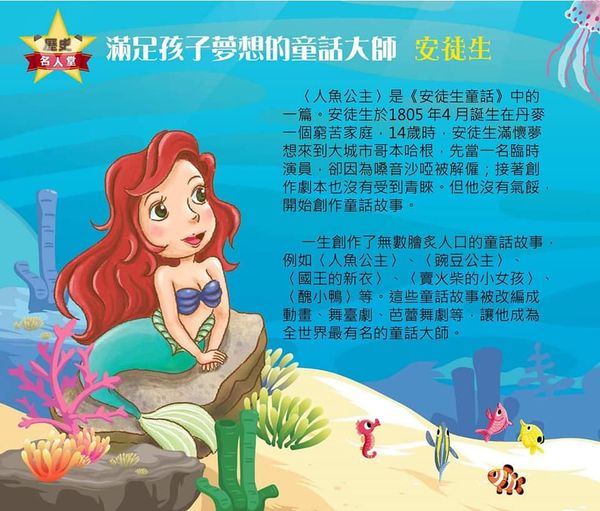 歷史
名人堂
滿足孩子夢想的童話大師 安徒生
〈人魚公主〉是《安徒生童話》中的
一篇。安徒生於1805 年4 月誕生在丹麥
一個窮苦家庭，14歲時，安徒生滿懷夢
想來到大城市哥本哈根，先當一名臨時
演員，卻因為嗓音沙啞被解僱；接著創
作劇本也沒有受到青睞。但他沒有氣餒，
開始創作童話故事。
一生創作了無數膾炙人口的童話故事，
例如〈人魚公主〉、〈豌豆公主〉、
〈國王的新衣〉、〈賣火柴的小女孩〉、
〈醜小鴨〉等。這些童話故事被改編成
動畫、舞臺劇、芭蕾舞劇等，讓他成為
全世界最有名的童話大師。